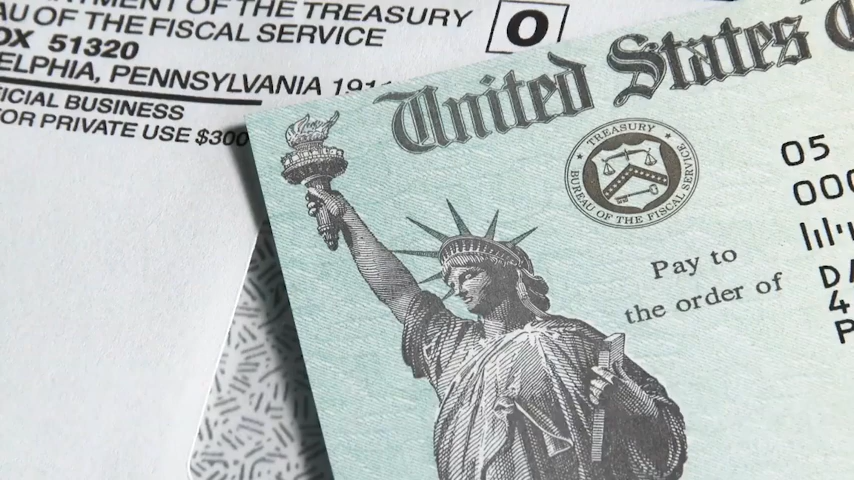 OF THE TREASURY
OF THE FISCAL SERVICE
51320
PENNSYLVANIA
BUSINESS
PRIVATE USE $300
O
United States
TREASURY
BUREAU OF THE FISCAL SERVICE
05
Pay to
the order of
4